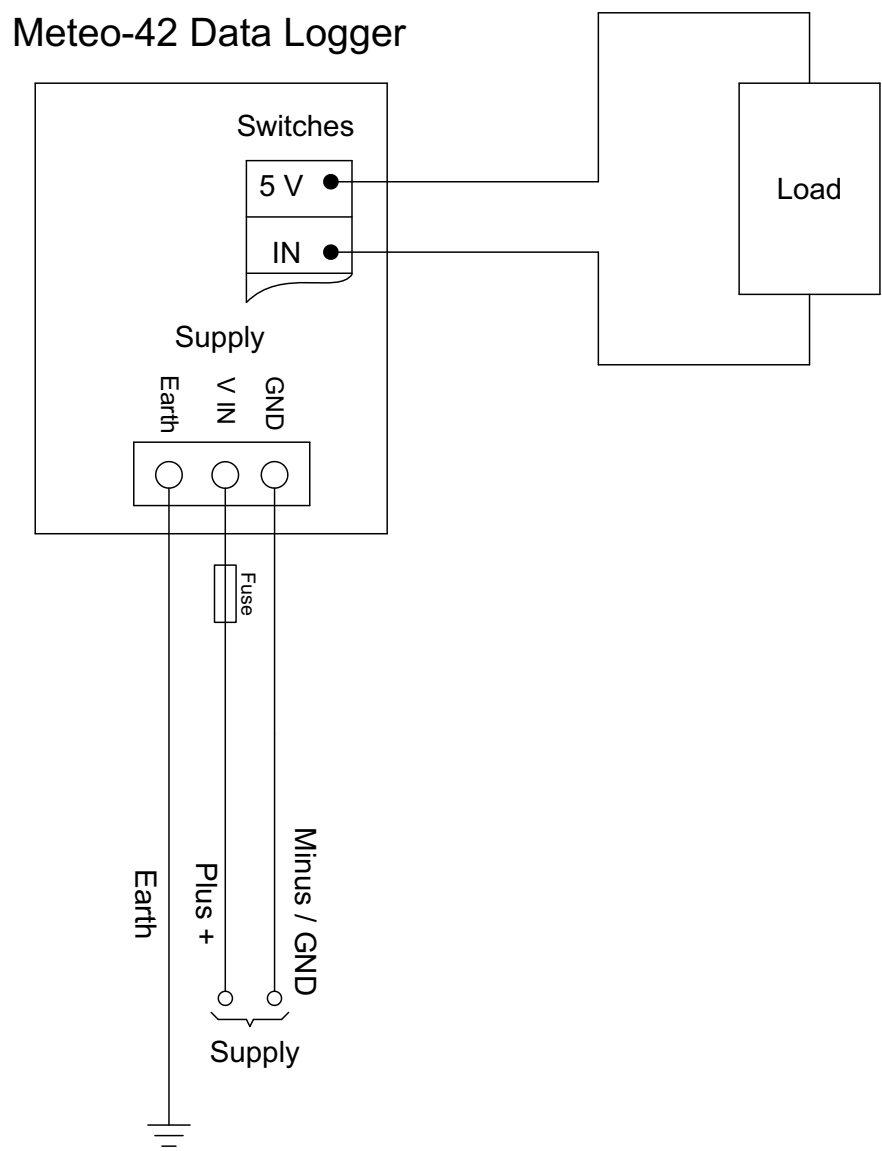 Meteo-42 Data Logger
Switches
5 V
IN
Load
Supply
Earth
V IN
GND
Fuse
Earth
Plus +
Minus / GND
Supply